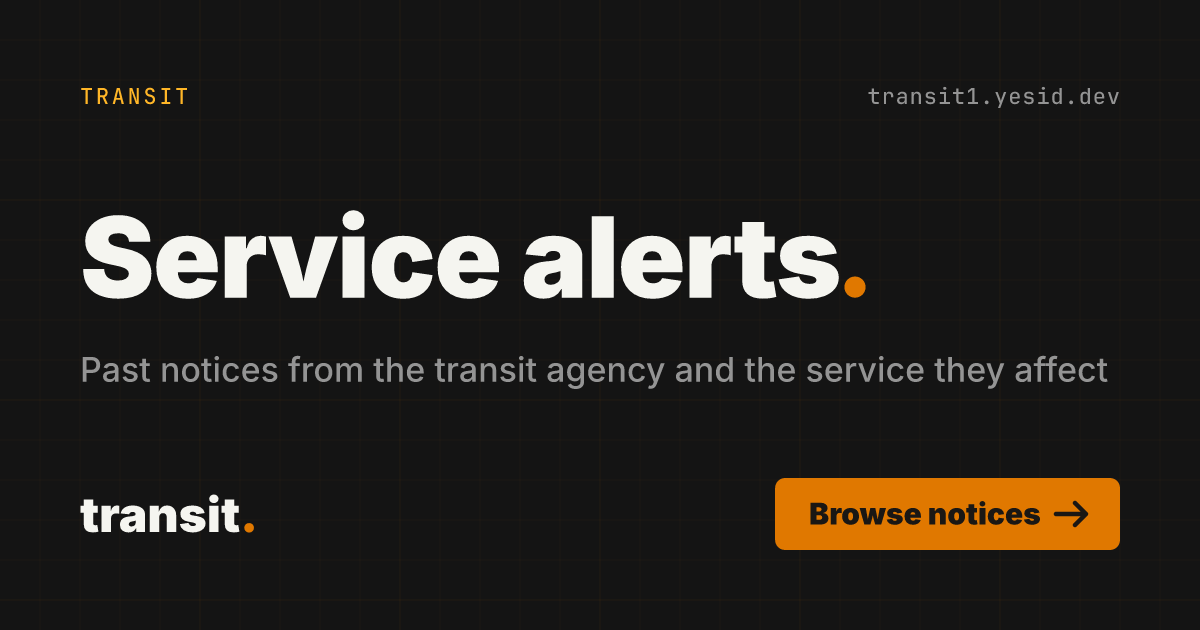 TRANSIT
transit1.yesid.dev
Service alerts.
Past notices from the transit agency and the service they affect
transit.
Browse notices →